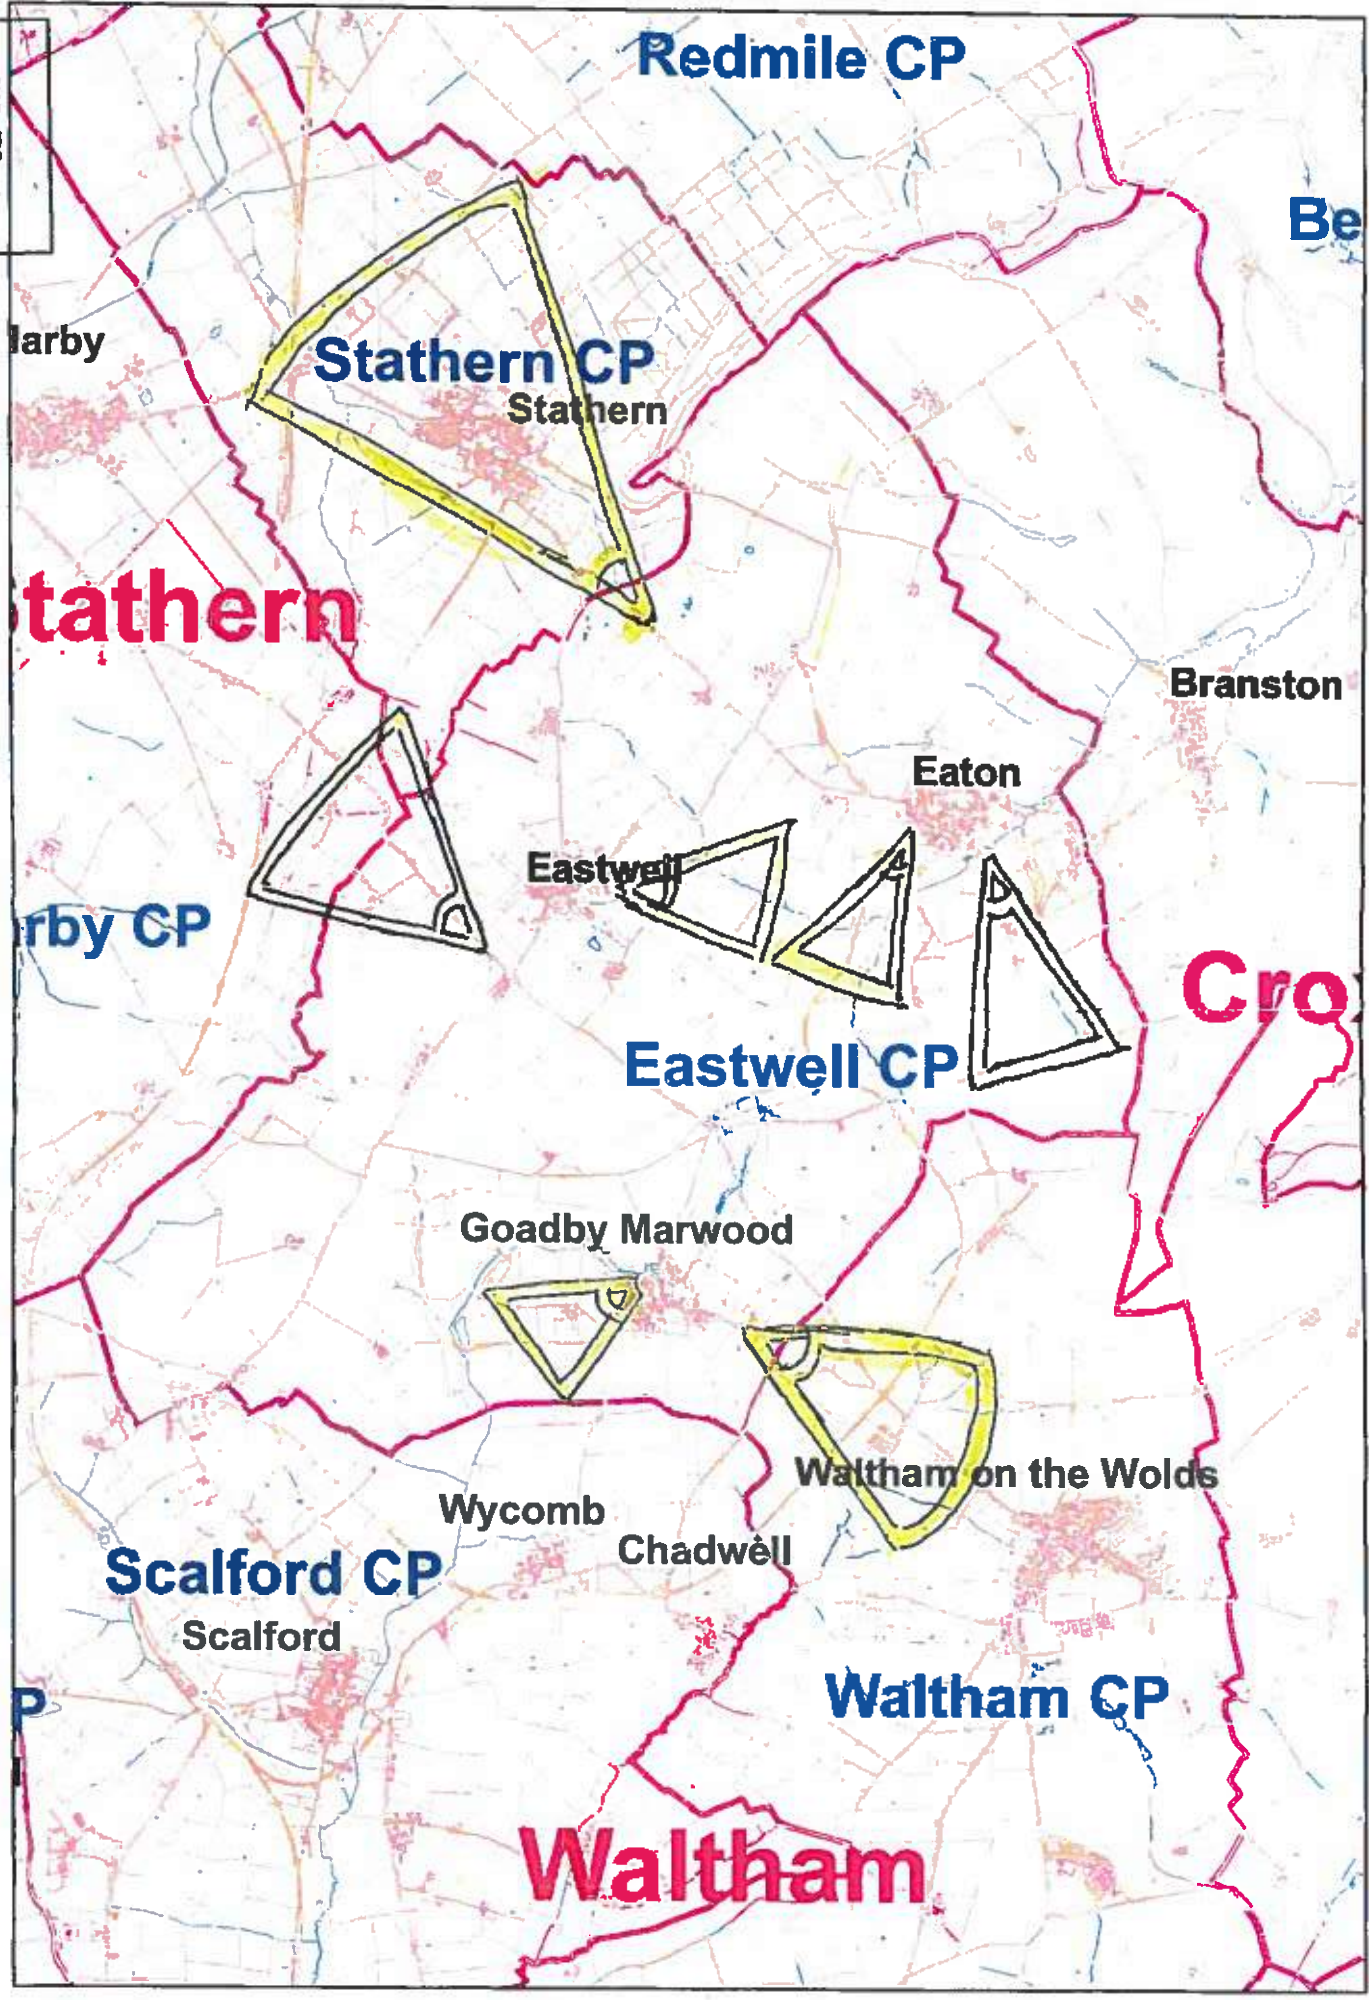 Redmile CP
Be
arby
Stathern CP
Stathern
tathern
Branston
Eaton
Eastwell
rby CP
Cro
Eastwell CP
Goadby Marwood
Waltham on the Wolds
Wycomb
Chadwell
Scalford CP
Scalford
Waltham CP
P
Waltham